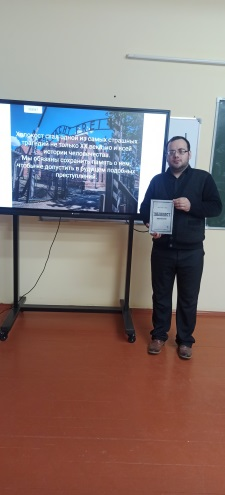 Холокост стал одной из самых страшных
трагедий не только XX века, но и всей
истории человечества.
Мы обязаны сохранить память о нем,
чтобы не допустить в будущем подобных
преступлений.